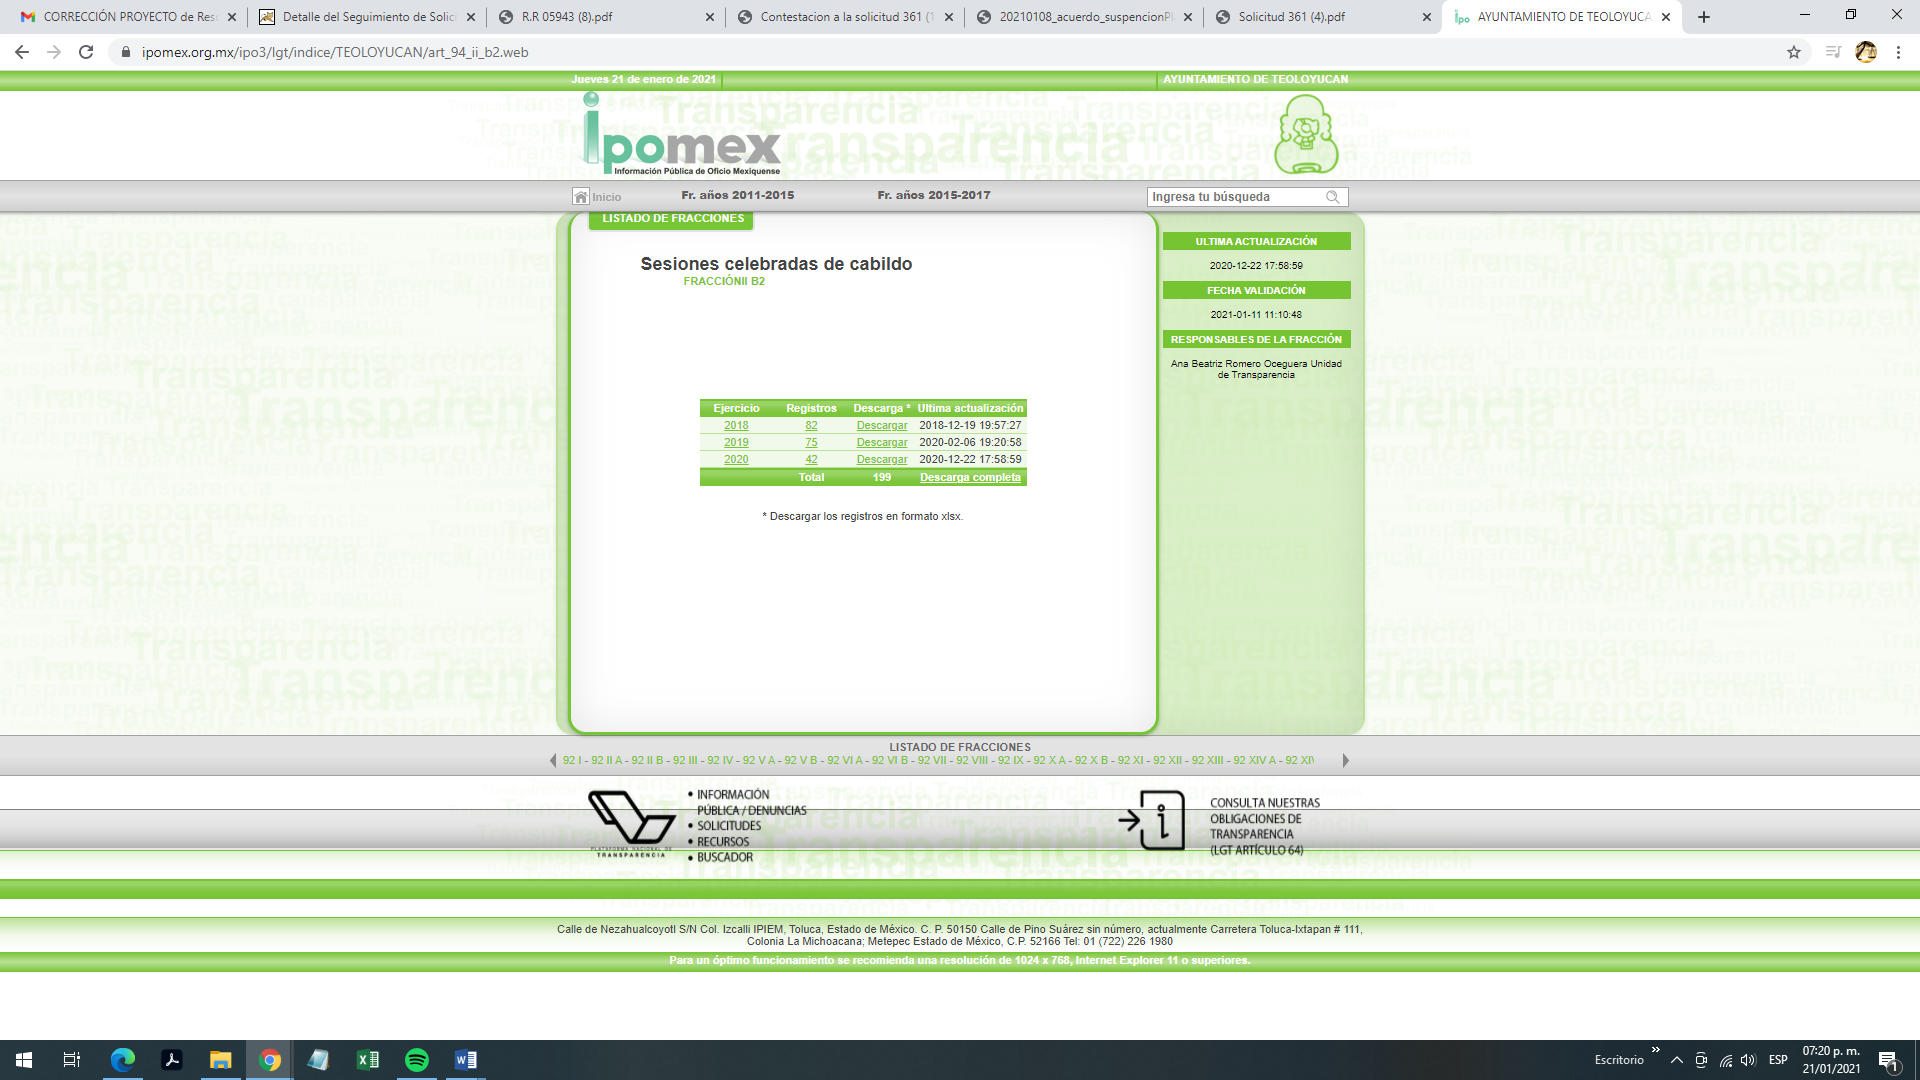 CORRECCIÓN PROYECTO de Res
Detalle del Seguimiento de Solici
R.R 05943 (8).pdf
Contestacion a la solicitud 361 (1
20210108_acuerdo_suspencionPl
Solicitud 361 (4).pdf
AYUNTAMIENTO DE TEOLOYUCA
ipomex.org.mx/ipo3/lgt/indice/TEOLOYUCAN/art_94_ii_b2.web
Jueves 21 de enero de 2021
AYUNTAMIENTO DE TEOLOYUCAN
ipomex
Información Pública de Oficio Mexiquense
Inicio
Fr. años 2011-2015
Fr. años 2015-2017
Ingresa tu búsqueda
LISTADO DE FRACCIONES
Sesiones celebradas de cabildo
FRACCIÓNII B2
Ejercicio Registros Descarga * Ultima actualización
2018 82 Descargar 2018-12-19 19:57:27
2019 75 Descargar 2020-02-06 19:20:58
2020 42 Descargar 2020-12-22 17:58:59
Total 199 Descarga completa
* Descargar los registros en formato xlsx.
ULTIMA ACTUALIZACIÓN
2020-12-22 17:58:59
FECHA VALIDACIÓN
2021-01-11 11:10:48
RESPONSABLES DE LA FRACCIÓN
Ana Beatriz Romero Oceguera Unidad
de Transparencia
LISTADO DE FRACCIONES
92 I - 92 II A - 92 II B - 92 III - 92 IV - 92 V A - 92 V B - 92 VI A - 92 VI B - 92 VII - 92 VIII - 92 IX - 92 X A - 92 X B - 92 XI - 92 XII - 92 XIII - 92 XIV A - 92 XIV
PLATAFORMA NACIONAL DE
TRANSPARENCIA
• INFORMACIÓN
PÚBLICA / DENUNCIAS
• SOLICITUDES
• RECURSOS
• BUSCADOR
CONSULTA NUESTRAS
OBLIGACIONES DE
TRANSPARENCIA
(LGT ARTÍCULO 64)
Calle de Nezahualcoyotl S/N Col. Izcalli IPIEM, Toluca, Estado de México. C. P. 50150 Calle de Pino Suárez sin número, actualmente Carretera Toluca-Ixtapan # 111,
Colonia La Michoacana; Metepec Estado de México, C.P. 52166 Tel: 01 (722) 226 1980
Para un óptimo funcionamiento se recomienda una resolución de 1024 x 768, Internet Explorer 11 o superiores.
Escritorio
ESP
07:20 p. m.
21/01/2021
1